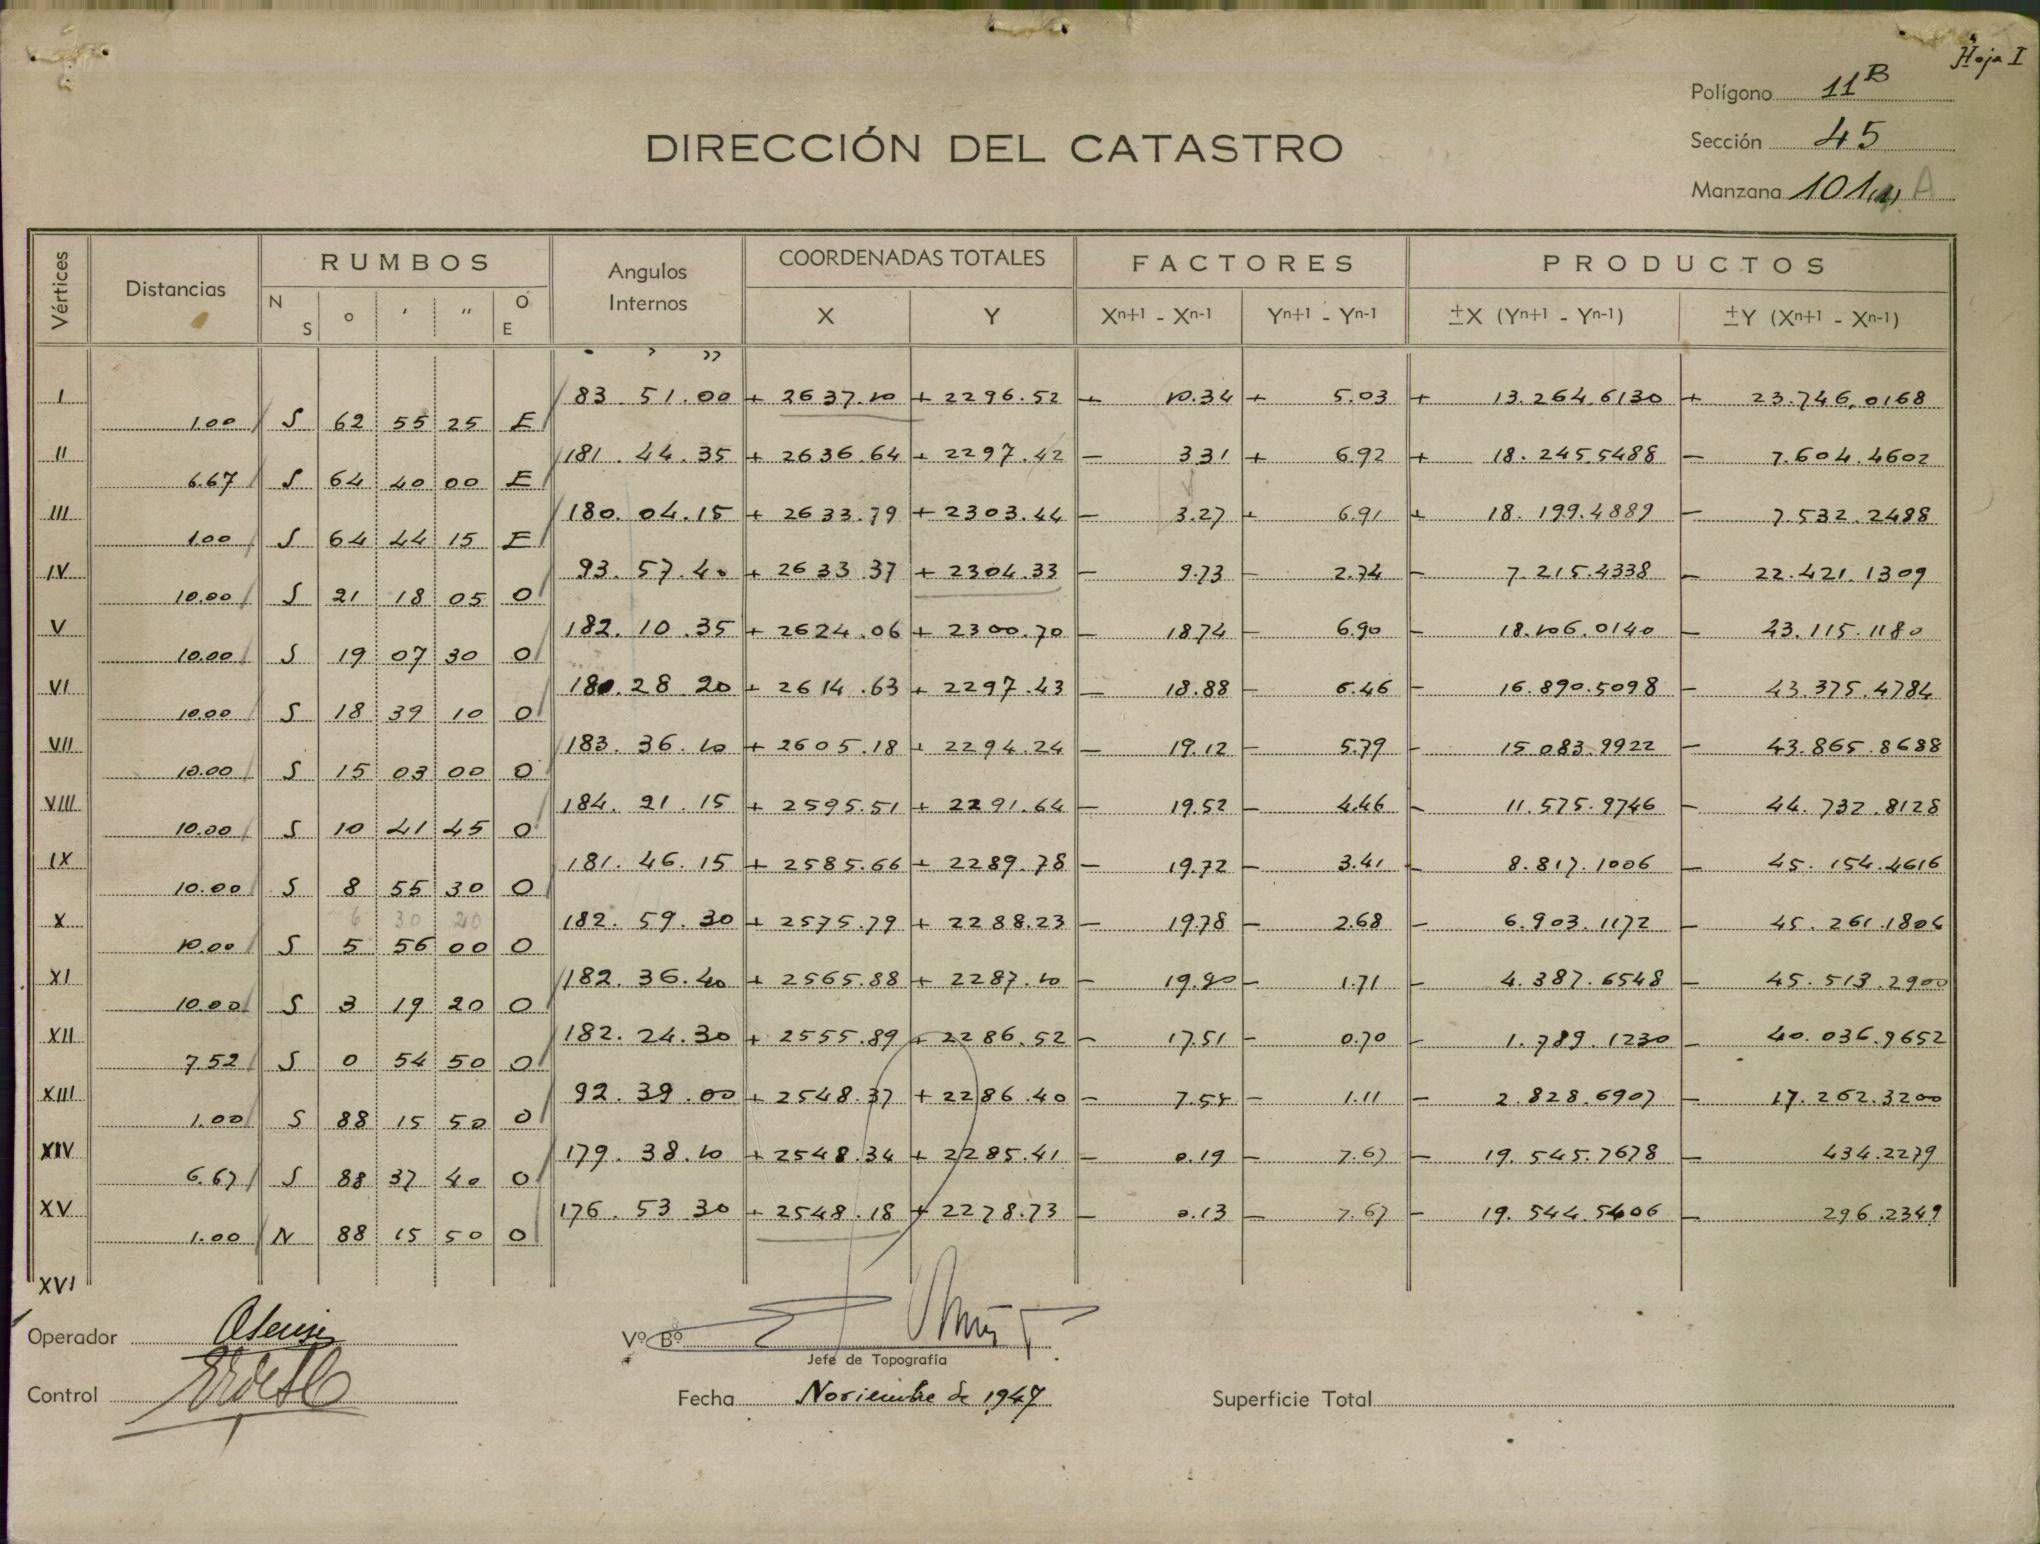 Hoja I
Polígono 11B
Sección 45
Manzana 101 A
DIRECCIÓN DEL CATASTRO
Vértices Distancias RUMBOS Angulos Internos COORDENADAS TOTALES FACTORES PRODUCTOS
N S ° ' " O E X Y Xn+1 - Xn-1 Yn+1 - Yn-1 ±X (Yn+1 - Yn-1) ±Y (Xn+1 - Xn-1)
° ' "
I 83 . 51 . 00 + 2637.10 + 2296.52 + 10.34 + 5.03 + 13.264.6130 + 23.746.0168
1.00 S 62 55 25 E
II 181 . 44 . 35 + 2636.64 + 2297.42 - 3.31 + 6.92 + 18.245.5488 - 7.604.4602
6.67 S 64 40 00 E
III 180 . 04 . 15 + 2633.79 + 2303.44 - 3.27 + 6.91 + 18.199.4889 - 7.532.2488
1.00 S 64 44 15 E
IV 93 . 57 . 40 + 2633.37 + 2304.33 - 9.73 - 2.74 - 7.215.4338 - 22.421.1309
10.00 S 21 18 05 O
V 182 . 10 . 35 + 2624.06 + 2300.70 - 18.74 - 6.90 - 18.106.0140 - 43.115.1180
10.00 S 19 07 30 O
VI 180 . 28 . 20 + 2614.63 + 2297.43 - 18.88 - 6.46 - 16.890.5098 - 43.375.4784
10.00 S 18 39 10 O
VII 183 . 36 . 10 + 2605.18 + 2294.24 - 19.12 - 5.79 - 15.083.9922 - 43.865.8688
10.00 S 15 03 00 O
VIII 184 . 21 . 15 + 2595.51 + 2291.64 - 19.52 - 4.46 - 11.575.9746 - 44.732.8128
10.00 S 10 41 45 O
IX 181 . 46 . 15 + 2585.66 + 2289.78 - 19.72 - 3.41 - 8.817.1006 - 45.154.4616
10.00 S 8 55 30 O
6 30 20
X 182 . 59 . 30 + 2575.79 + 2288.23 - 19.78 - 2.68 - 6.903.1172 - 45.261.1806
10.00 S 5 56 00 O
XI 182 . 36 . 40 + 2565.88 + 2287.10 - 19.90 - 1.71 - 4.387.6548 - 45.513.2900
10.00 S 3 19 20 O
XII 182 . 24 . 30 + 2555.89 + 2286.52 - 17.51 - 0.70 - 1.789.1230 - 40.036.9652
7.52 S 0 54 50 O
XIII 92 . 39 . 00 + 2548.37 + 2286.40 - 7.55 - 1.11 - 2.828.6907 - 17.262.3200
1.00 S 88 15 50 O
XIV 179 . 38 . 10 + 2548.34 + 2285.41 - 0.19 - 7.67 - 19.545.7678 - 434.2279
6.67 S 88 37 40 O
XV 176 . 53 30 + 2548.18 + 2278.73 - 0.13 - 7.67 - 19.544.5406 - 296.2349
1.00 N 88 15 50 O
XVI
Operador
Vº Bº
Jefe de Topografía
Control
Fecha Noviembre de 1947
Superficie Total